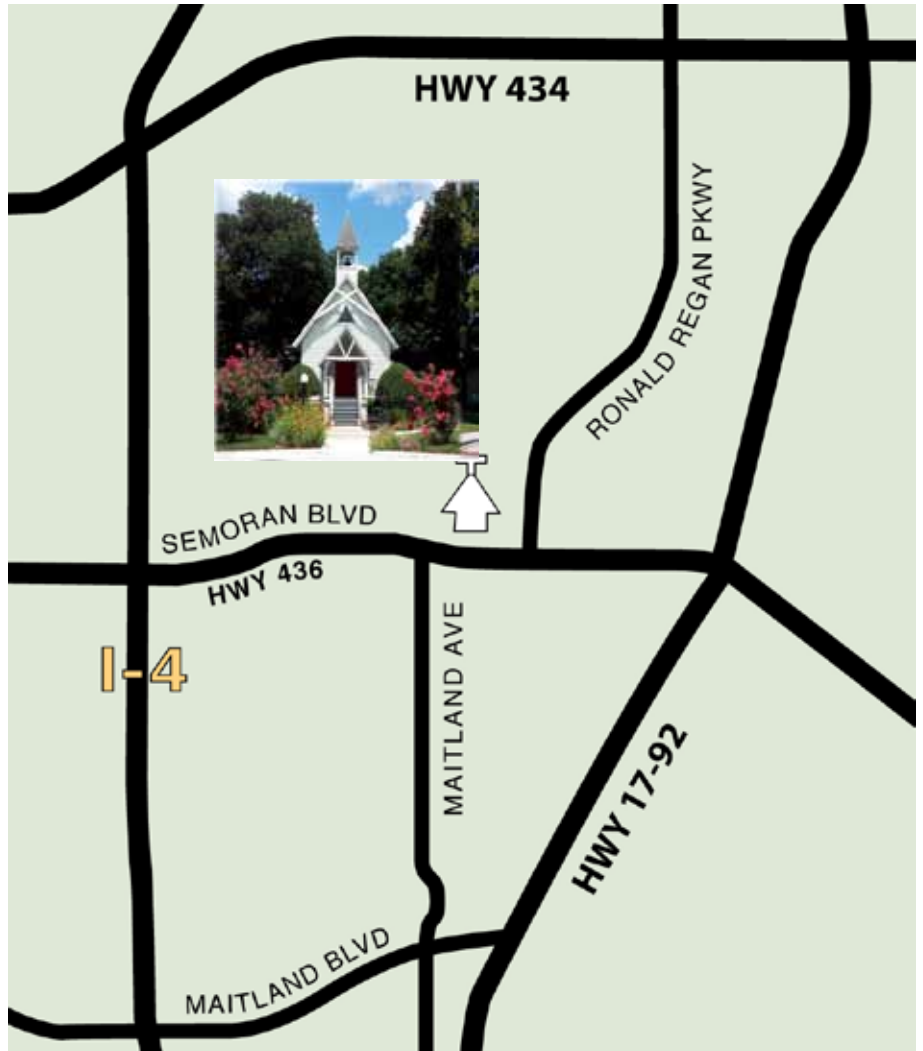 HWY 434
RONALD REGAN PKWY
SEMORAN BLVD
HWY 436
I-4
MAITLAND AVE
HWY 17-92
MAITLAND BLVD